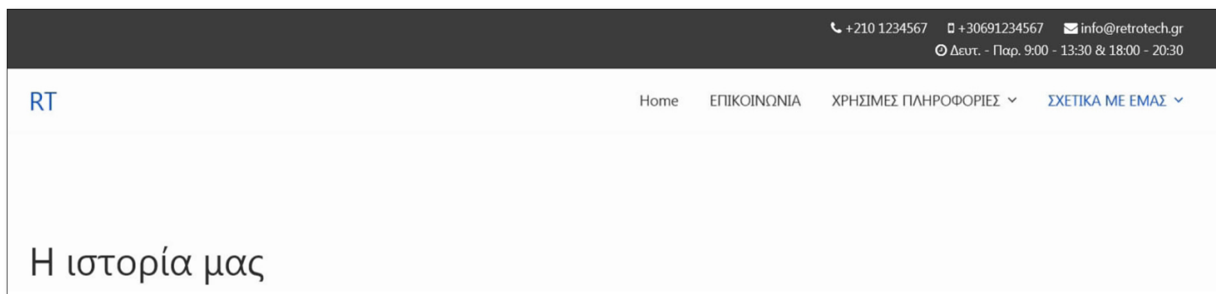 +210 1234567 +30691234567 info@retrotech.gr
Δευτ. - Παρ. 9:00 - 13:30 & 18:00 - 20:30
RT Home ΕΠΙΚΟΙΝΩΝΙΑ ΧΡΗΣΙΜΕΣ ΠΛΗΡΟΦΟΡΙΕΣ ΣΧΕΤΙΚΑ ΜΕ ΕΜΑΣ
Η ιστορία μας